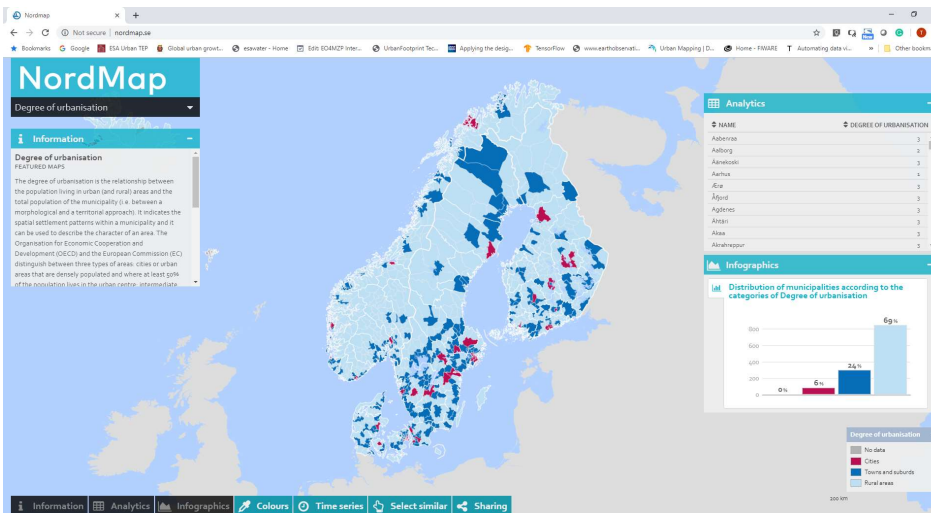 Nordmap
Not secure | nordmap.se
Bookmarks Google ESA Urban TEP Global urban growt... esawater - Home Edit EO4MZP Inter... UrbanFootprint Tec... Applying the desig... TensorFlow www.earthobservati... Urban Mapping | D... Home - FIWARE Automating data vi... » Other bookm
NordMap
Degree of urbanisation
Information
Degree of urbanisation
FEATURED MAPS
The degree of urbanisation is the relationship between
the population living in urban (and rural) areas and the
total population of the municipality (i.e. between a
morphological and a territorial approach). It indicates the
spatial settlement patterns within a municipality and it
can be used to describe the character of an area. The
Organisation for Economic Cooperation and
Development (OECD) and the European Commission (EC)
distinguish between three types of areas: cities or urban
areas that are densely populated and where at least 50%
of the population lives in the urban centre, intermediate
Analytics
NAME DEGREE OF URBANISATION
Aabenraa 3
Aalborg 2
Äänekoski 3
Aarhus 1
Ærø 3
Åfjord 3
Agdenes 3
Ähtäri 3
Akaa 3
Akrahreppur 3
Infographics
Distribution of municipalities according to the
categories of Degree of urbanisation
800
600
400
200
0
0%
6%
24%
69%
Degree of urbanisation
No data
Cities
Towns and suburds
Rural areas
200 km
Information Analytics Infographics Colours Time series Select similar Sharing